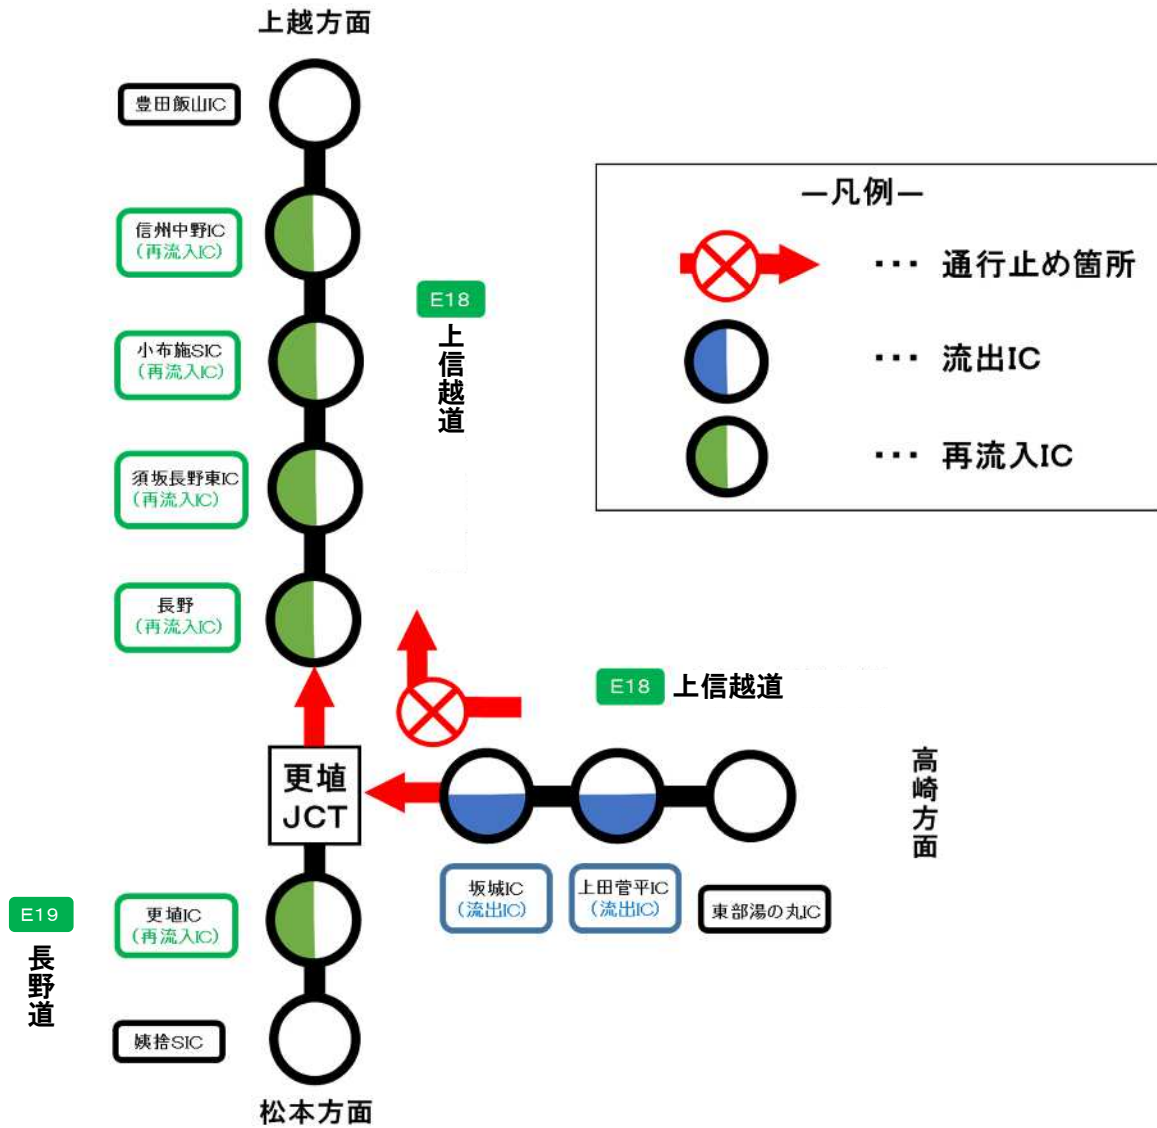 上越方面
豊田飯山IC
信州中野IC
(再流入IC)
小布施SIC
(再流入IC)
須坂長野東IC
(再流入IC)
長野
(再流入IC)
E18
上信越道
―凡例―
… 通行止め箇所
… 流出IC
… 再流入IC
E18 上信越道
更埴
JCT
高崎方面
坂城IC
(流出IC)
上田菅平IC
(流出IC)
東部湯の丸IC
E19
長野道
更埴IC
(再流入IC)
姨捨SIC
松本方面